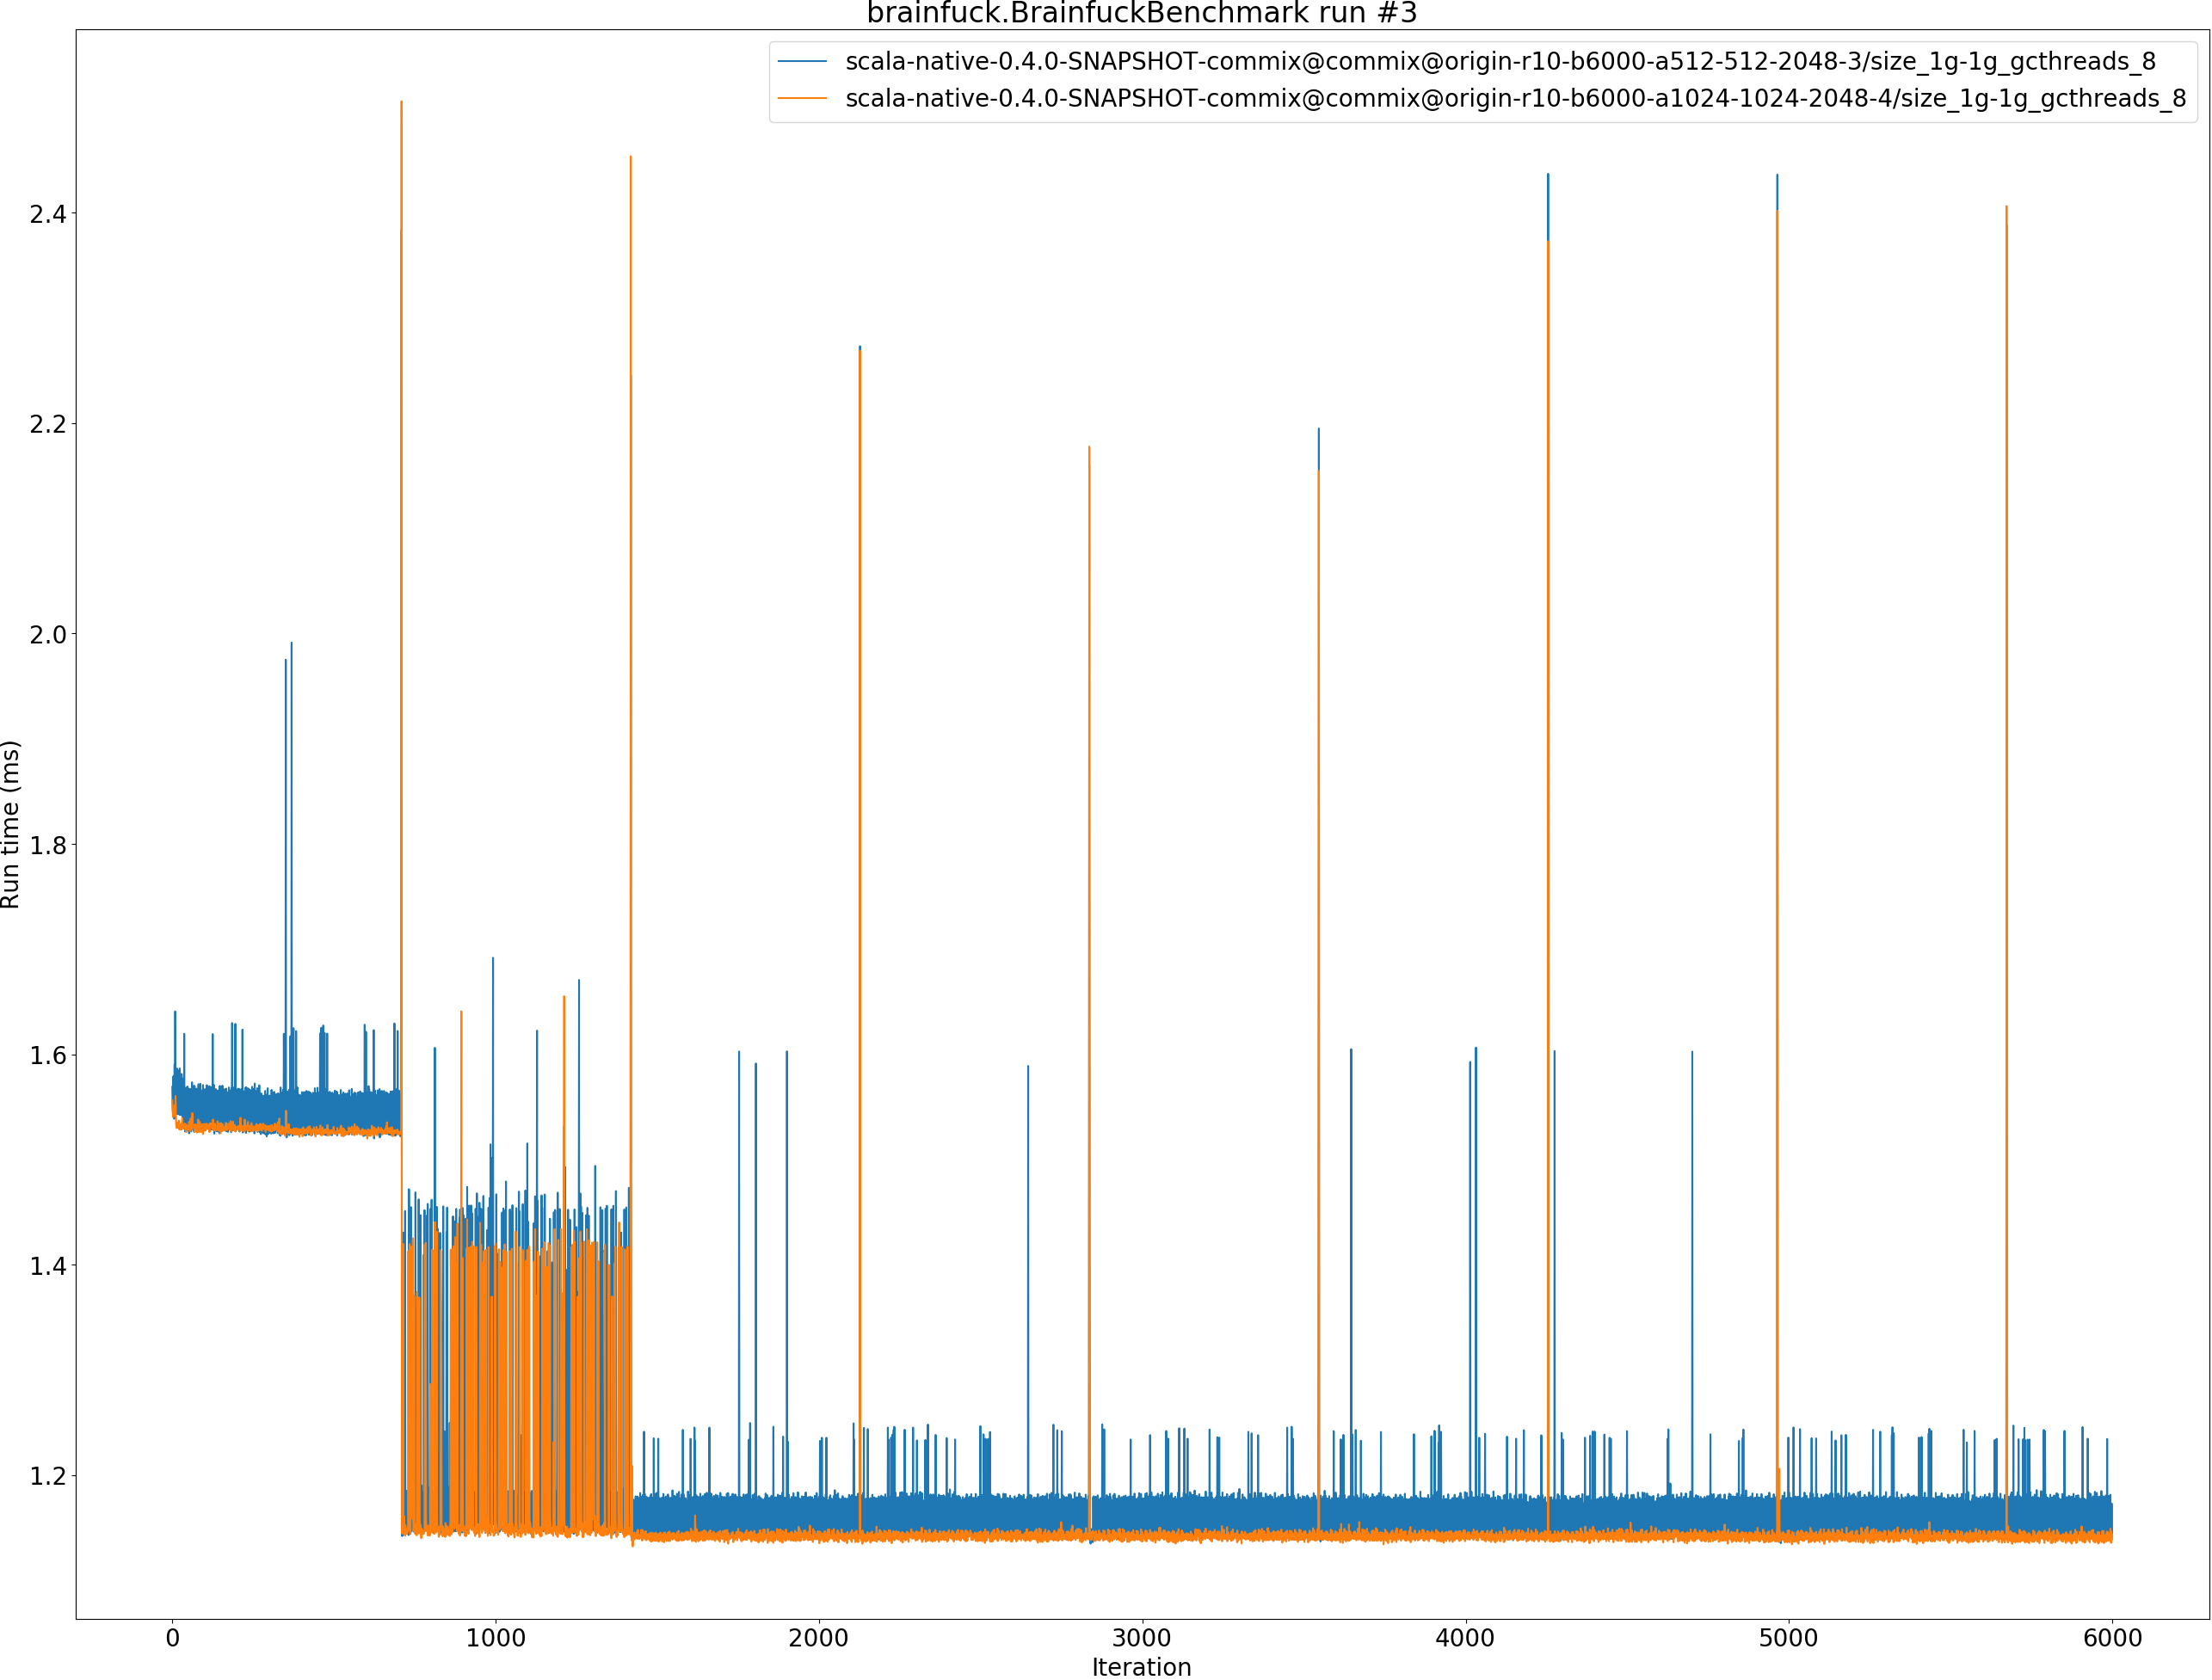 brainfuck.BrainfuckBenchmark run #3
scala-native-0.4.0-SNAPSHOT-commix@commix@origin-r10-b6000-a512-512-2048-3/size_1g-1g_gcthreads_8
scala-native-0.4.0-SNAPSHOT-commix@commix@origin-r10-b6000-a1024-1024-2048-4/size_1g-1g_gcthreads_8
Run time (ms)
2.4
2.2
2.0
1.8
1.6
1.4
1.2
0 1000 2000 3000 4000 5000 6000
Iteration